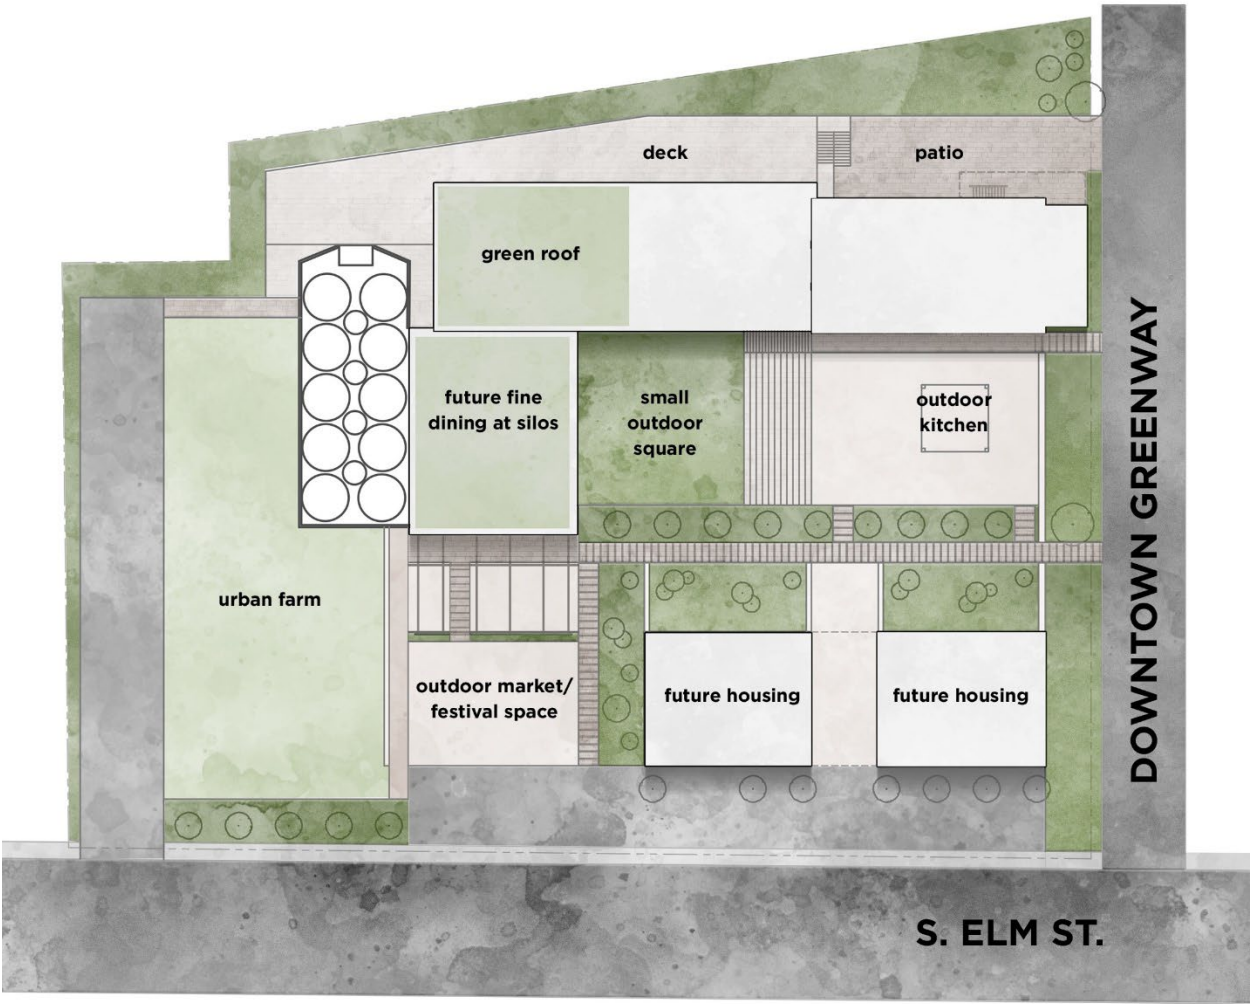 deck
patio
green roof
future fine
dining at silos
small
outdoor
square
outdoor
kitchen
urban farm
outdoor market/
festival space
future housing
future housing
DOWNTOWN GREENWAY
S. ELM ST.